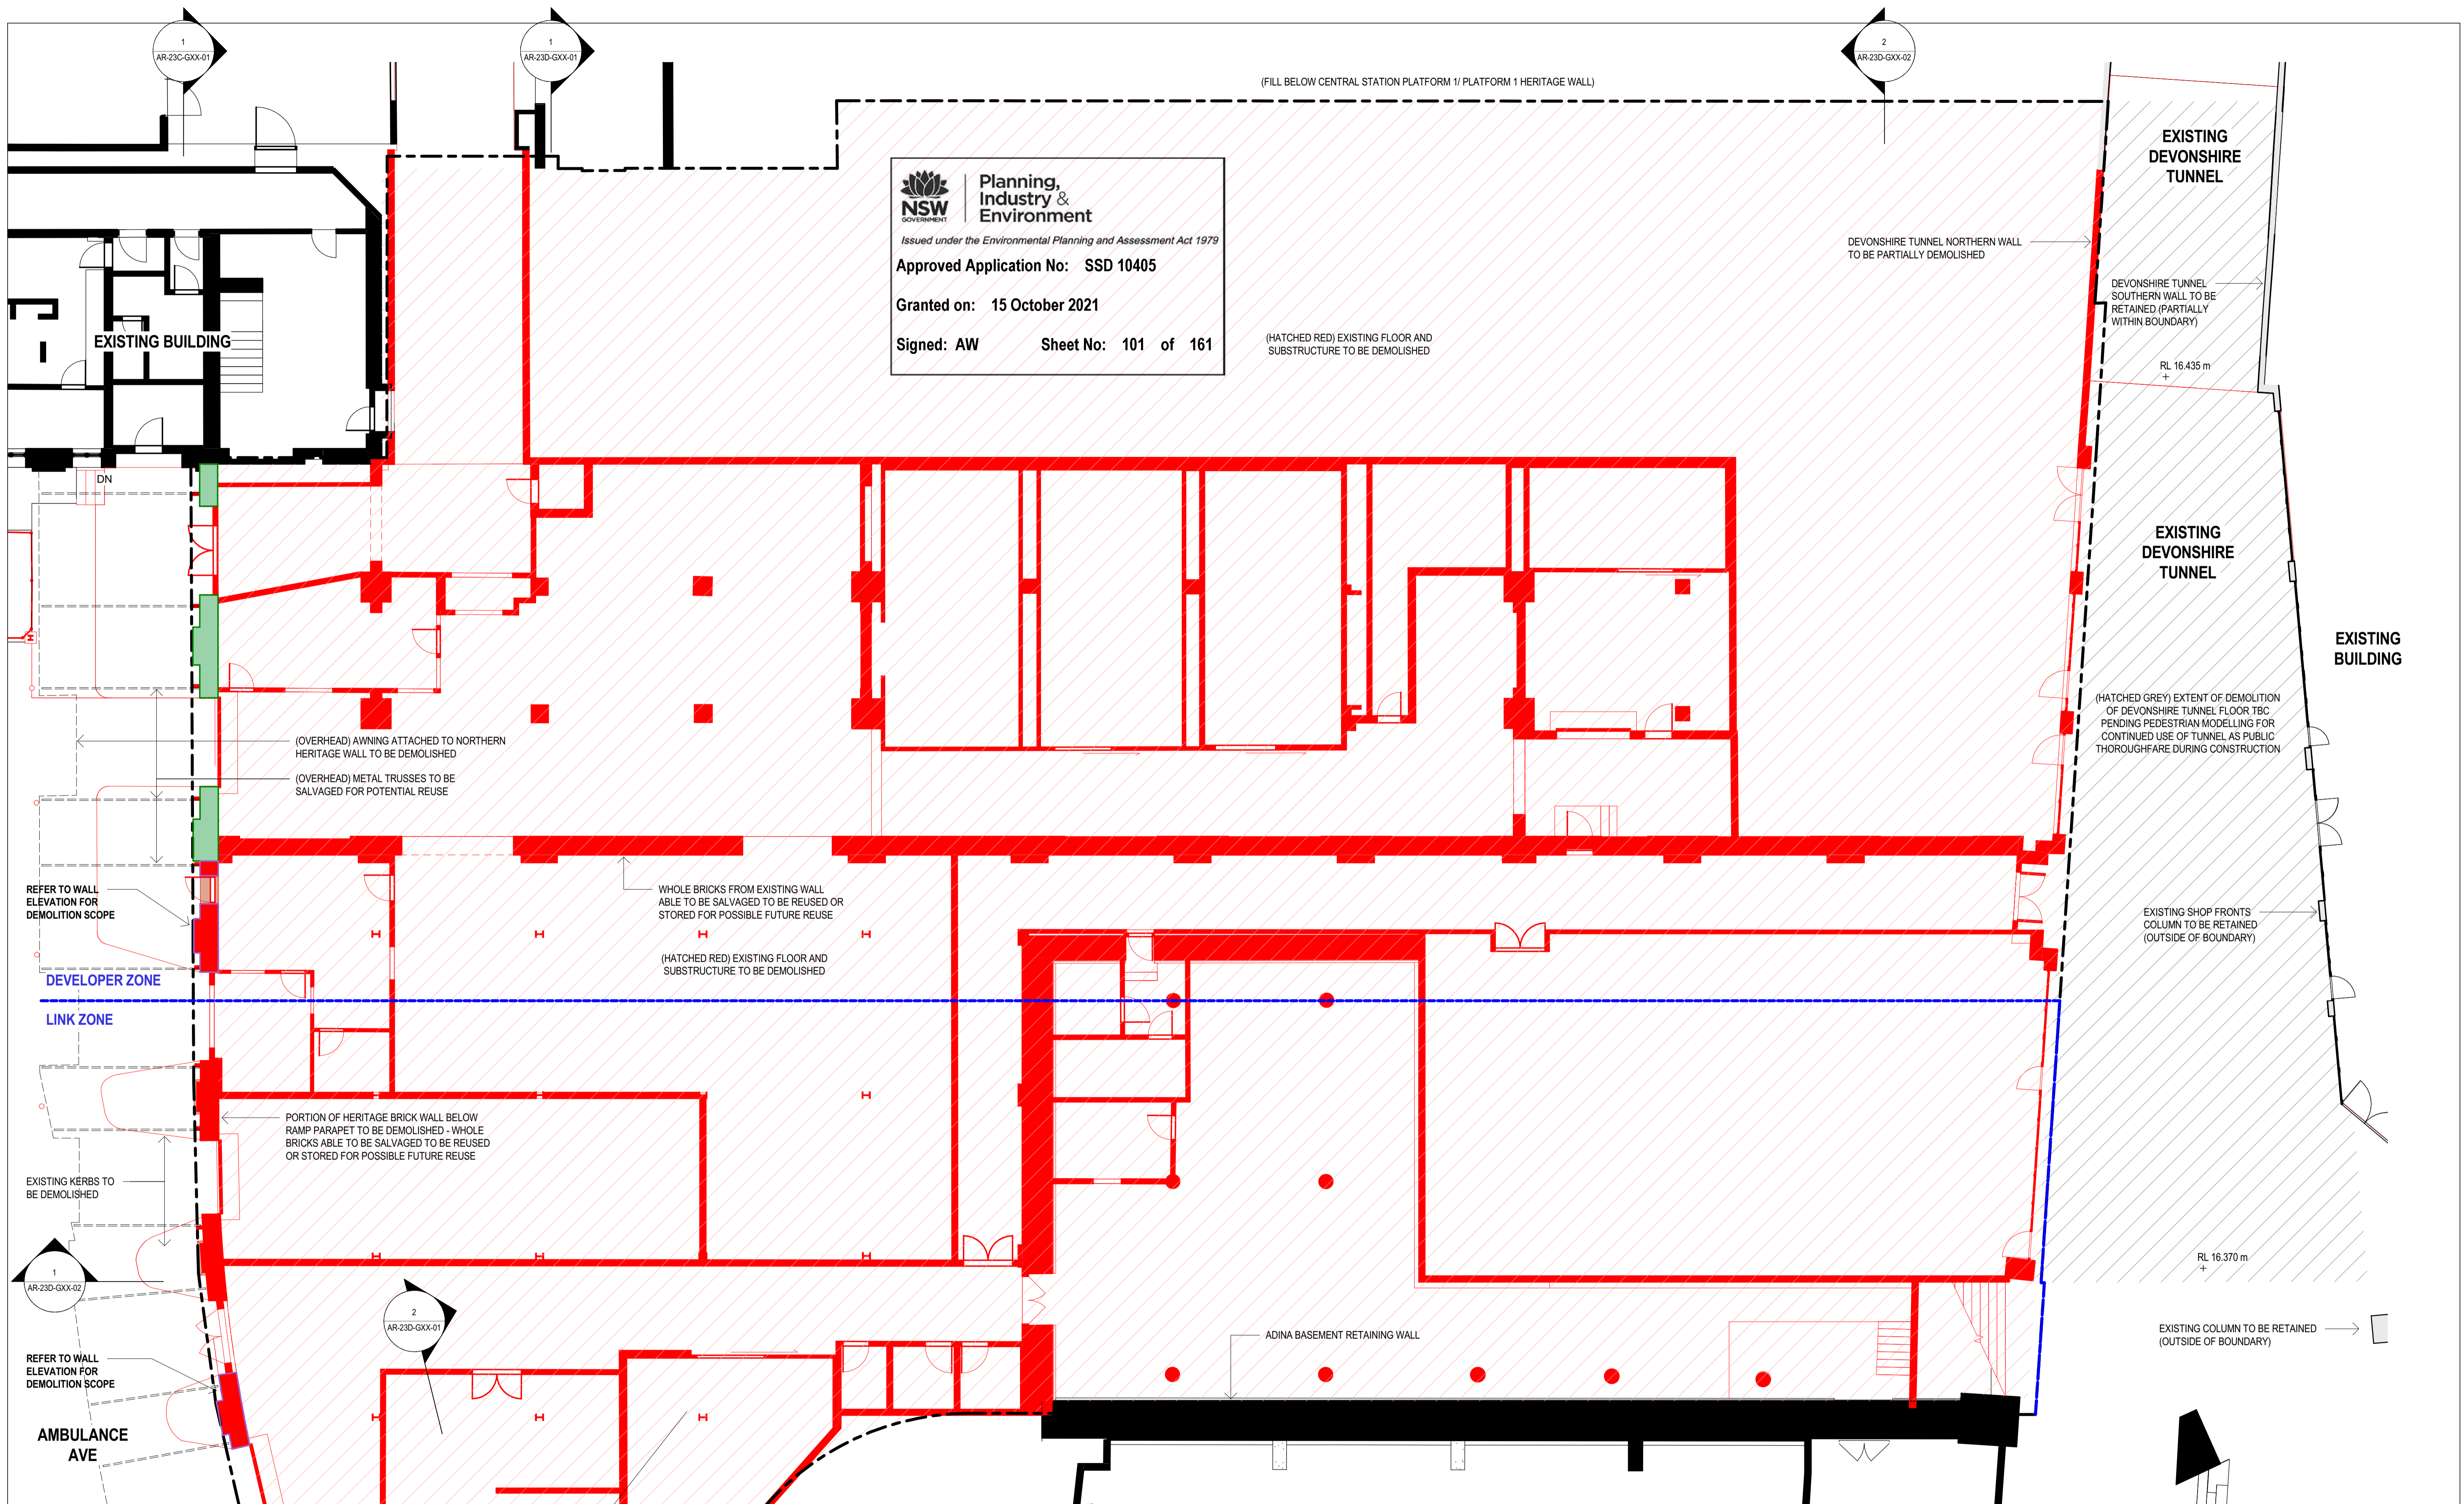 1
AR-23C-GXX-01
1
AR-23D-GXX-01
2
AR-23D-GXX-02
(FILL BELOW CENTRAL STATION PLATFORM 1/ PLATFORM 1 HERITAGE WALL)
EXISTING
DEVONSHIRE
TUNNEL
NSW
GOVERNMENT
Planning,
Industry &
Environment
Issued under the Environmental Planning and Assessment Act 1979
Approved Application No: SSD 10405
Granted on: 15 October 2021
Signed: AW Sheet No: 101 of 161
DEVONSHIRE TUNNEL NORTHERN WALL
TO BE PARTIALLY DEMOLISHED
DEVONSHIRE TUNNEL
SOUTHERN WALL TO BE
RETAINED (PARTIALLY
WITHIN BOUNDARY)
EXISTING BUILDING
(HATCHED RED) EXISTING FLOOR AND
SUBSTRUCTURE TO BE DEMOLISHED
RL 16.435 m
DN
EXISTING
DEVONSHIRE
TUNNEL
EXISTING
BUILDING
(HATCHED GREY) EXTENT OF DEMOLITION
OF DEVONSHIRE TUNNEL FLOOR TBC
PENDING PEDESTRIAN MODELLING FOR
CONTINUED USE OF TUNNEL AS PUBLIC
THOROUGHFARE DURING CONSTRUCTION
(OVERHEAD) AWNING ATTACHED TO NORTHERN
HERITAGE WALL TO BE DEMOLISHED
(OVERHEAD) METAL TRUSSES TO BE
SALVAGED FOR POTENTIAL REUSE
REFER TO WALL
ELEVATION FOR
DEMOLITION SCOPE
WHOLE BRICKS FROM EXISTING WALL
ABLE TO BE SALVAGED TO BE REUSED OR
STORED FOR POSSIBLE FUTURE REUSE
EXISTING SHOP FRONTS
COLUMN TO BE RETAINED
(OUTSIDE OF BOUNDARY)
(HATCHED RED) EXISTING FLOOR AND
SUBSTRUCTURE TO BE DEMOLISHED
DEVELOPER ZONE
LINK ZONE
PORTION OF HERITAGE BRICK WALL BELOW
RAMP PARAPET TO BE DEMOLISHED - WHOLE
BRICKS ABLE TO BE SALVAGED TO BE REUSED
OR STORED FOR POSSIBLE FUTURE REUSE
EXISTING KERBS TO
BE DEMOLISHED
RL 16.370 m
1
AR-23D-GXX-02
2
AR-23D-GXX-01
ADINA BASEMENT RETAINING WALL
EXISTING COLUMN TO BE RETAINED
(OUTSIDE OF BOUNDARY)
REFER TO WALL
ELEVATION FOR
DEMOLITION SCOPE
AMBULANCE
AVE